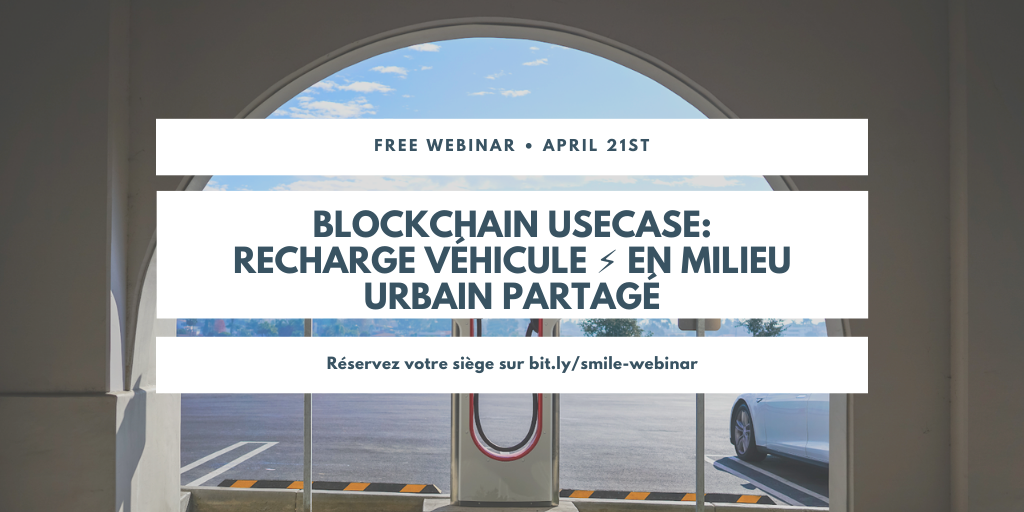 FREE WEBINAR • APRIL 21ST
BLOCKCHAIN USECASE:
RECHARGE VÉHICULE ⚡ EN MILIEU
URBAIN PARTAGÉ
Réservez votre siège sur bit.ly/smile-webinar